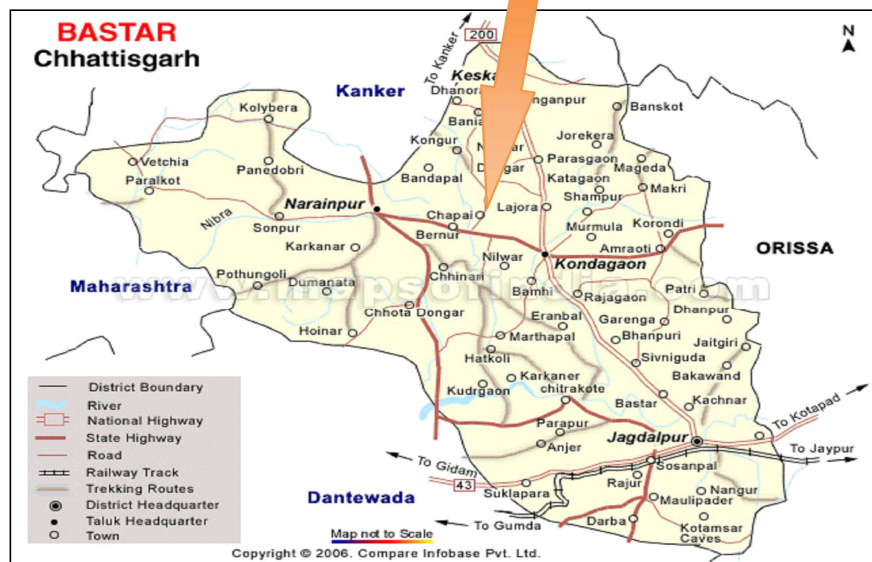 BASTAR
Chhattisgarh
N
200
To Kanker
Kanker
Keska
Dhanora
nganpur
Banskot
Kolybera
Bania
Kongur
Jorekera
Vetchia
Panedobri
Bandapal
Parasgaon
Mageda
Paralkot
Katagaon
Makri
Narainpur
Chapai
Lajora
Shampur
Nibra
Sonpur
Bernur
Murmula
Korondi
Karkanar
Amraoti
ORISSA
Nilwar
Kondagaon
Maharashtra
Pothungoli
Chhinari
www.mapsofindia.com
Dumanata
Bamhi
Rajagaon
Patri
Chhota Dongar
Eranbal
Garenga
Dhanpur
Hoinar
Marthapal
Bhanpuri
Jaitgiri
Hatkoli
Sivniguda
Karkaner
Bakawand
Kudrgaon
chitrakote
Bastar
Kachnar
Parapur
To Kotapad
Anjer
Jagdalpur
To Jaypur
To Gidam
Sosanpal
43
Suklapara
Rajur
Nangur
Dantewada
Maulipader
To Gumda
Darba
Kotamsar
Caves
District Boundary
River
National Highway
State Highway
Road
Railway Track
Trekking Routes
District Headquarter
Taluk Headquarter
Town
Map not to Scale
Copyright © 2006. Compare Infobase Pvt. Ltd.